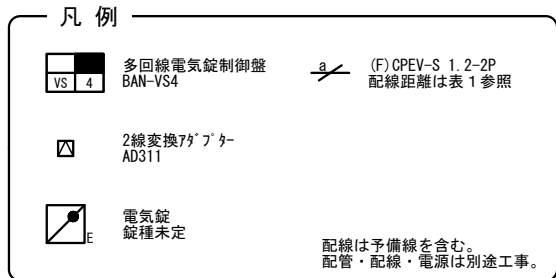 凡 例
VS 4
多回線電気錠制御盤
BAN-VS4
a
(F)CPEV-S 1.2-2P
配線距離は表1参照
2線変換ｱﾀﾞﾌﾟﾀｰ
AD311
E
電気錠
錠種未定
配線は予備線を含む。
配管・配線・電源は別途工事。